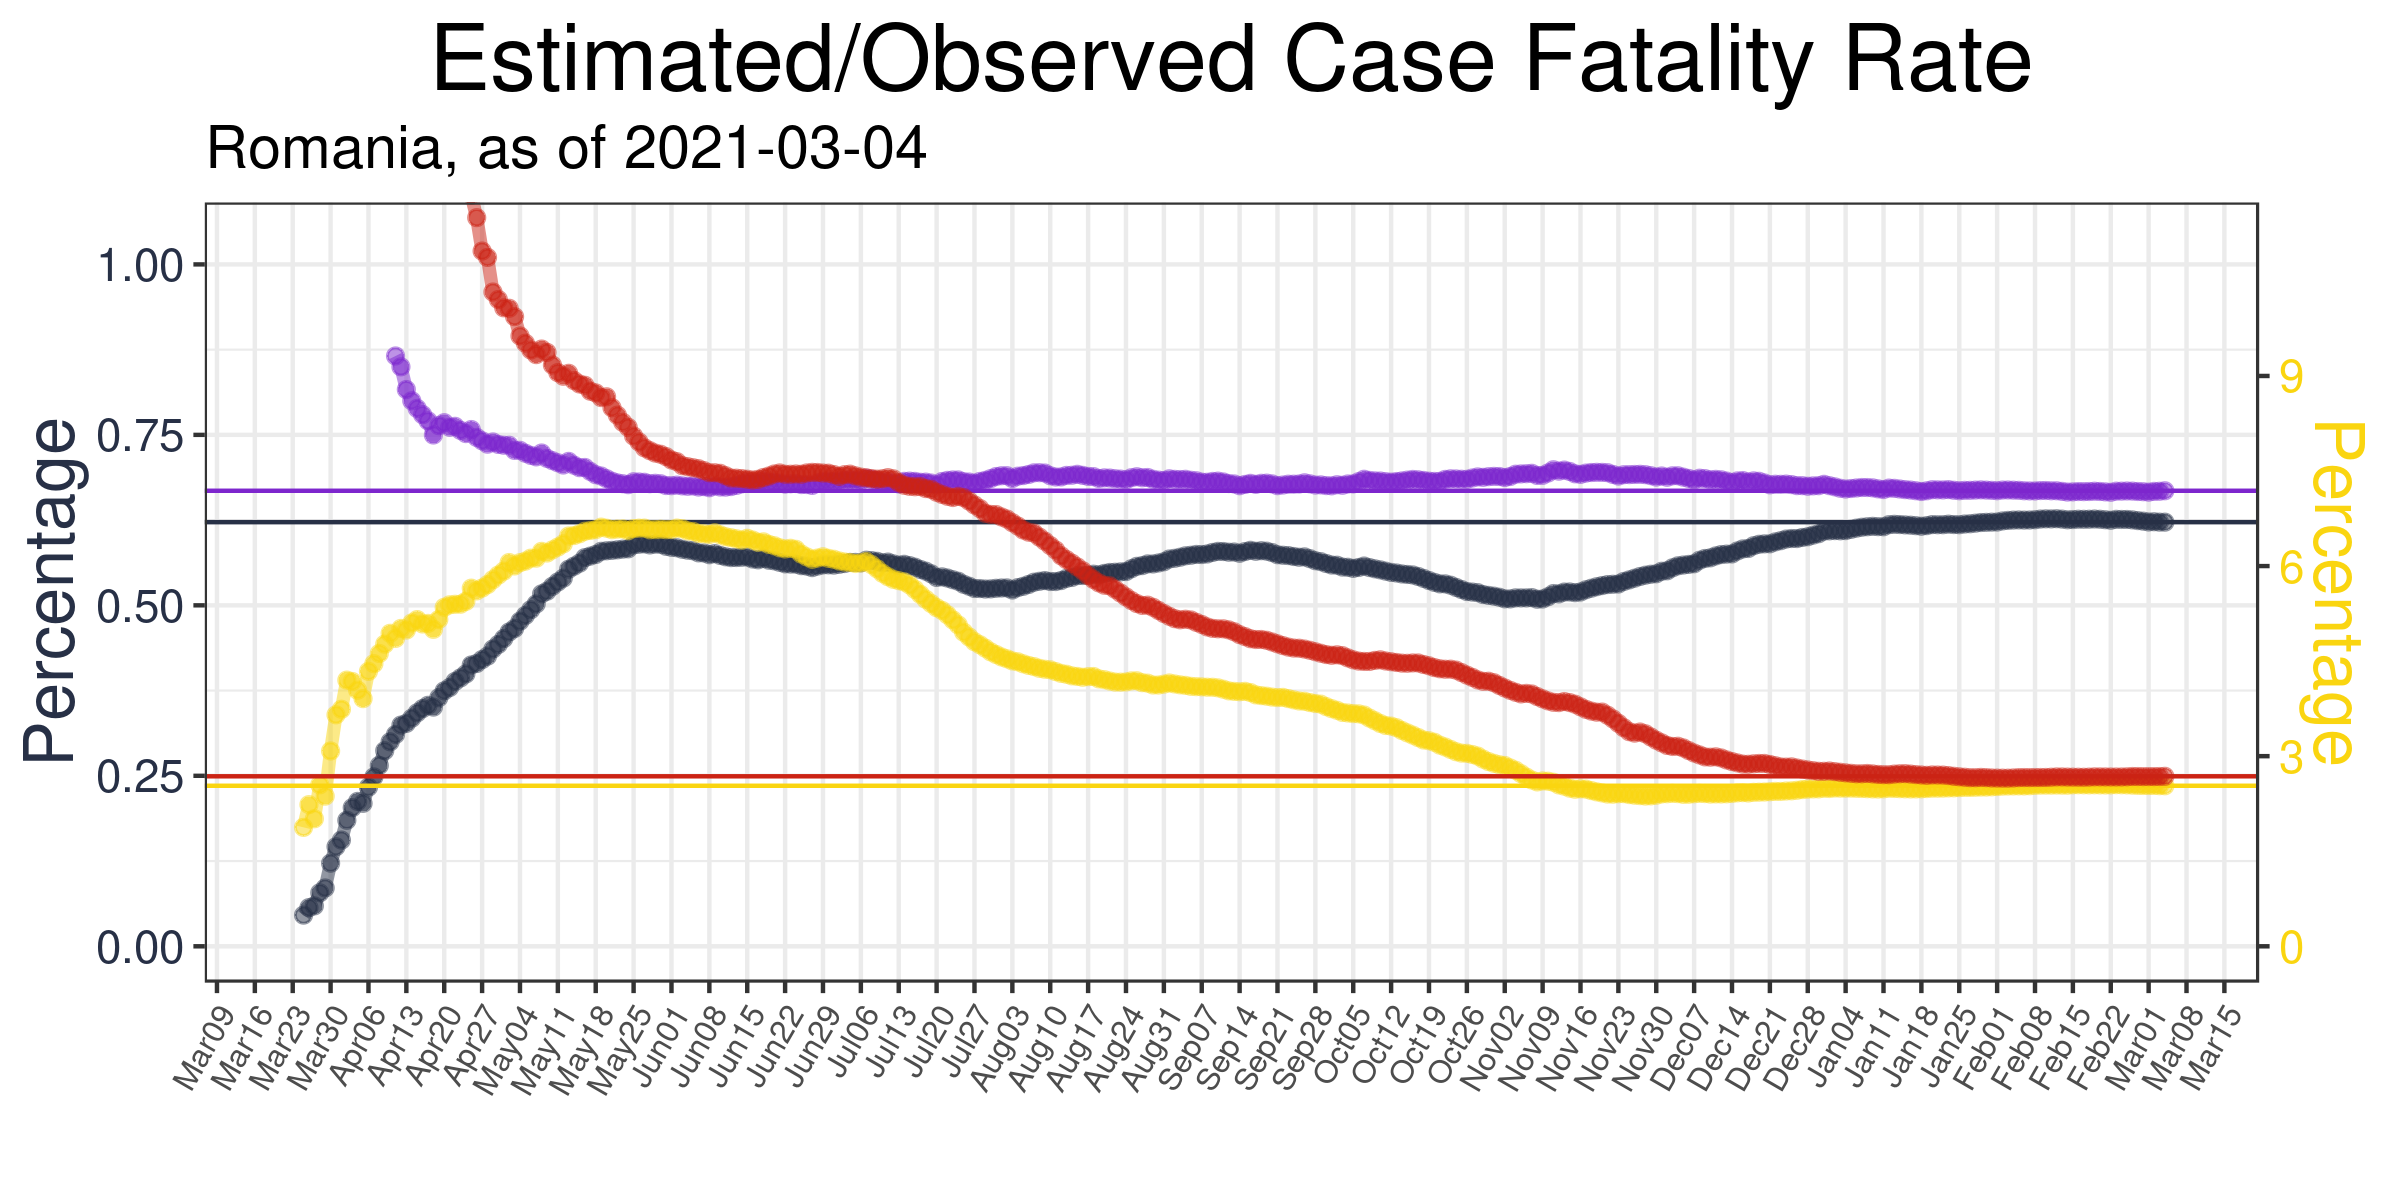 Estimated/Observed Case Fatality Rate
Romania, as of 2021-03-04
Percentage
1.00
0.75
0.50
0.25
0.00
9
6
3
0
Percentage
Mar09
Mar16
Mar23
Mar30
Apr06
Apr13
Apr20
Apr27
May04
May11
May18
May25
Jun01
Jun08
Jun15
Jun22
Jun29
Jul06
Jul13
Jul20
Jul27
Aug03
Aug10
Aug17
Aug24
Aug31
Sep07
Sep14
Sep21
Sep28
Oct05
Oct12
Oct19
Oct26
Nov02
Nov09
Nov16
Nov23
Nov30
Dec07
Dec14
Dec21
Dec28
Jan04
Jan11
Jan18
Jan25
Feb01
Feb08
Feb15
Feb22
Mar01
Mar08
Mar15